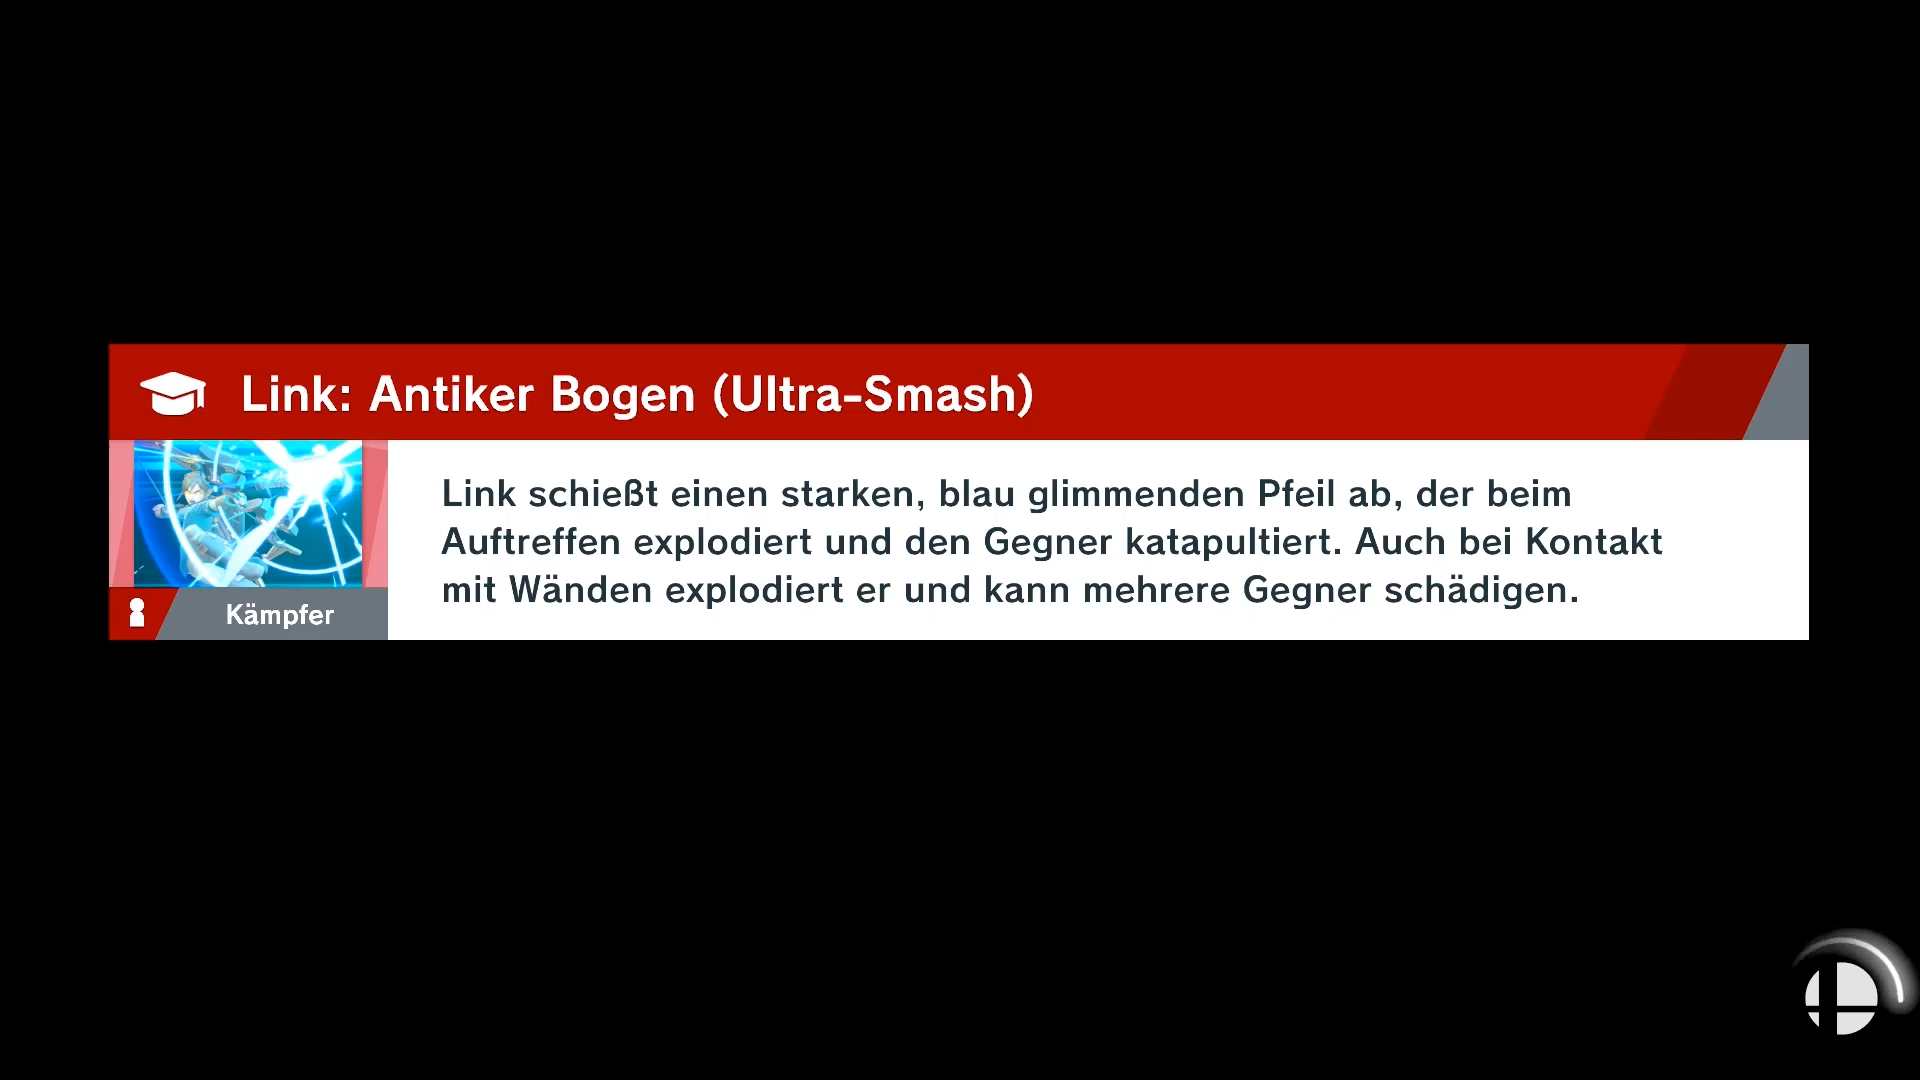 Link: Antiker Bogen (Ultra-Smash)
Link schießt einen starken, blau glimmenden Pfeil ab, der beim
Auftreffen explodiert und den Gegner katapultiert. Auch bei Kontakt
mit Wänden explodiert er und kann mehrere Gegner schädigen.
Kämpfer